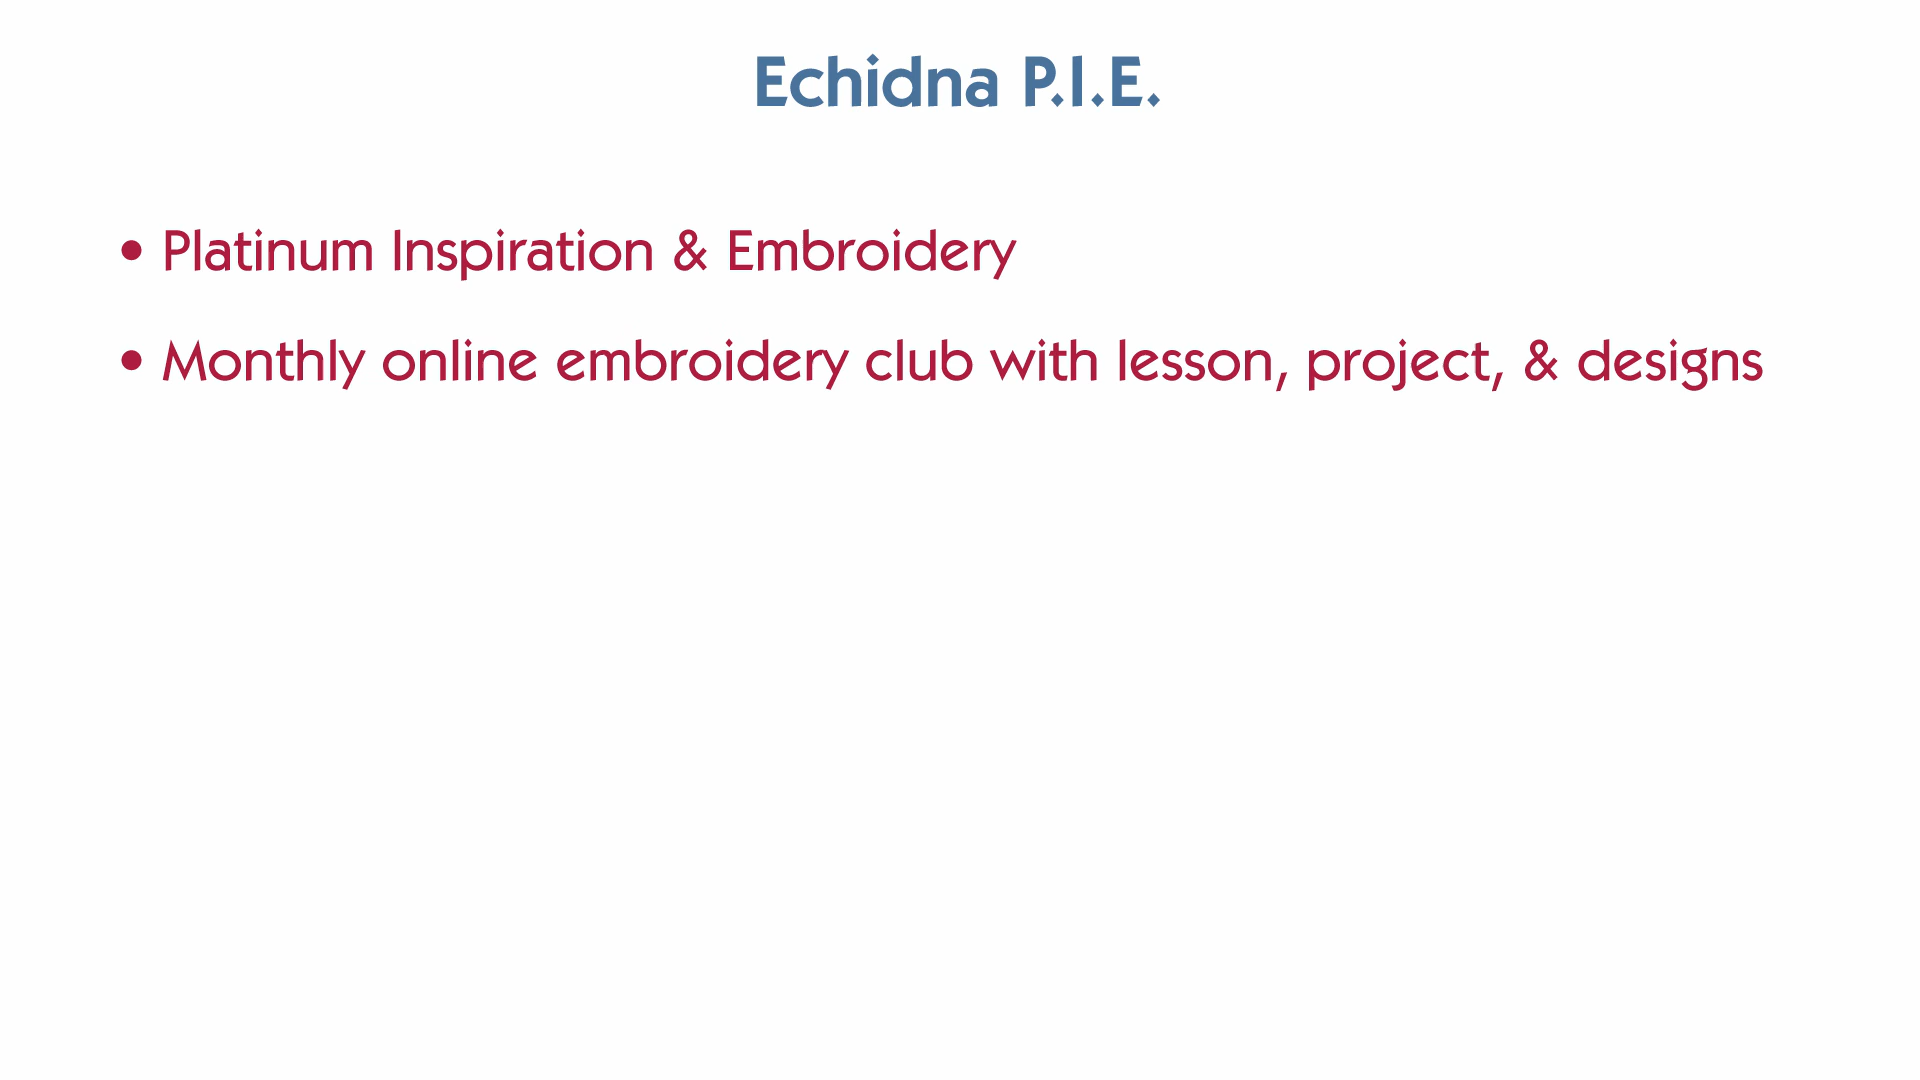 Echidna P.I.E.
• Platinum Inspiration & Embroidery
• Monthly online embroidery club with lesson, project, & designs